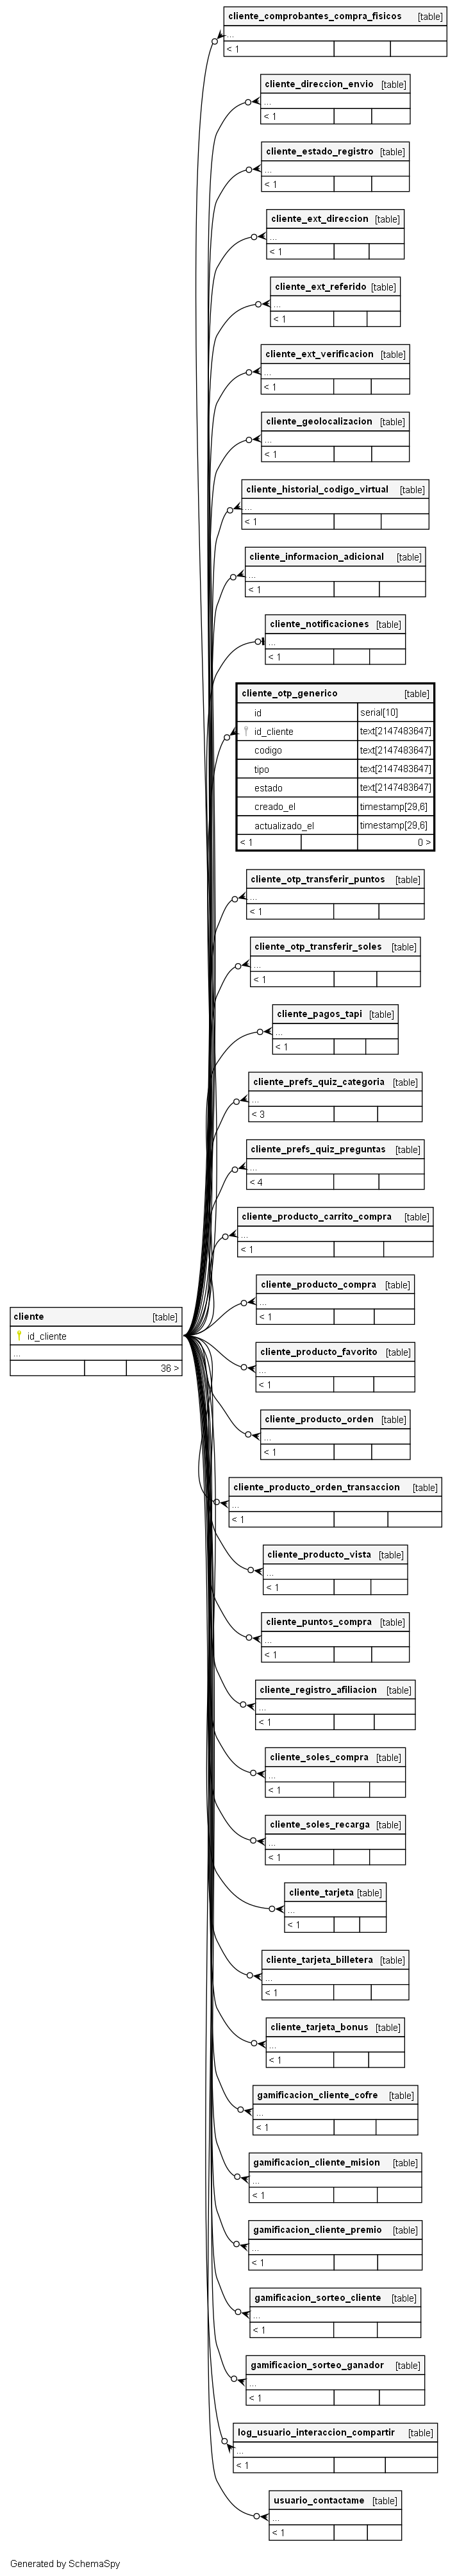 cliente_comprobantes_compra_fisicos [table]
...
< 1
cliente_direccion_envio [table]
...
< 1
cliente_estado_registro [table]
...
< 1
cliente_ext_direccion [table]
...
< 1
cliente_ext_referido [table]
...
< 1
cliente_ext_verificacion [table]
...
< 1
cliente_geolocalizacion [table]
...
< 1
cliente_historial_codigo_virtual [table]
...
< 1
cliente_informacion_adicional [table]
...
< 1
cliente_notificaciones [table]
...
< 1
cliente_otp_generico [table]
id serial[10]
id_cliente text[2147483647]
codigo text[2147483647]
tipo text[2147483647]
estado text[2147483647]
creado_el timestamp[29,6]
actualizado_el timestamp[29,6]
< 1 0 >
cliente_otp_transferir_puntos [table]
...
< 1
cliente_otp_transferir_soles [table]
...
< 1
cliente_pagos_tapi [table]
...
< 1
cliente_prefs_quiz_categoria [table]
...
< 3
cliente_prefs_quiz_preguntas [table]
...
< 4
cliente_producto_carrito_compra [table]
...
< 1
cliente_producto_compra [table]
...
< 1
cliente [table]
id_cliente
...
36 >
cliente_producto_favorito [table]
...
< 1
cliente_producto_orden [table]
...
< 1
cliente_producto_orden_transaccion [table]
...
< 1
cliente_producto_vista [table]
...
< 1
cliente_puntos_compra [table]
...
< 1
cliente_registro_afiliacion [table]
...
< 1
cliente_soles_compra [table]
...
< 1
cliente_soles_recarga [table]
...
< 1
cliente_tarjeta [table]
...
< 1
cliente_tarjeta_billetera [table]
...
< 1
cliente_tarjeta_bonus [table]
...
< 1
gamificacion_cliente_cofre [table]
...
< 1
gamificacion_cliente_mision [table]
...
< 1
gamificacion_cliente_premio [table]
...
< 1
gamificacion_sorteo_cliente [table]
...
< 1
gamificacion_sorteo_ganador [table]
...
< 1
log_usuario_interaccion_compartir [table]
...
< 1
usuario_contactame [table]
...
< 1
Generated by SchemaSpy